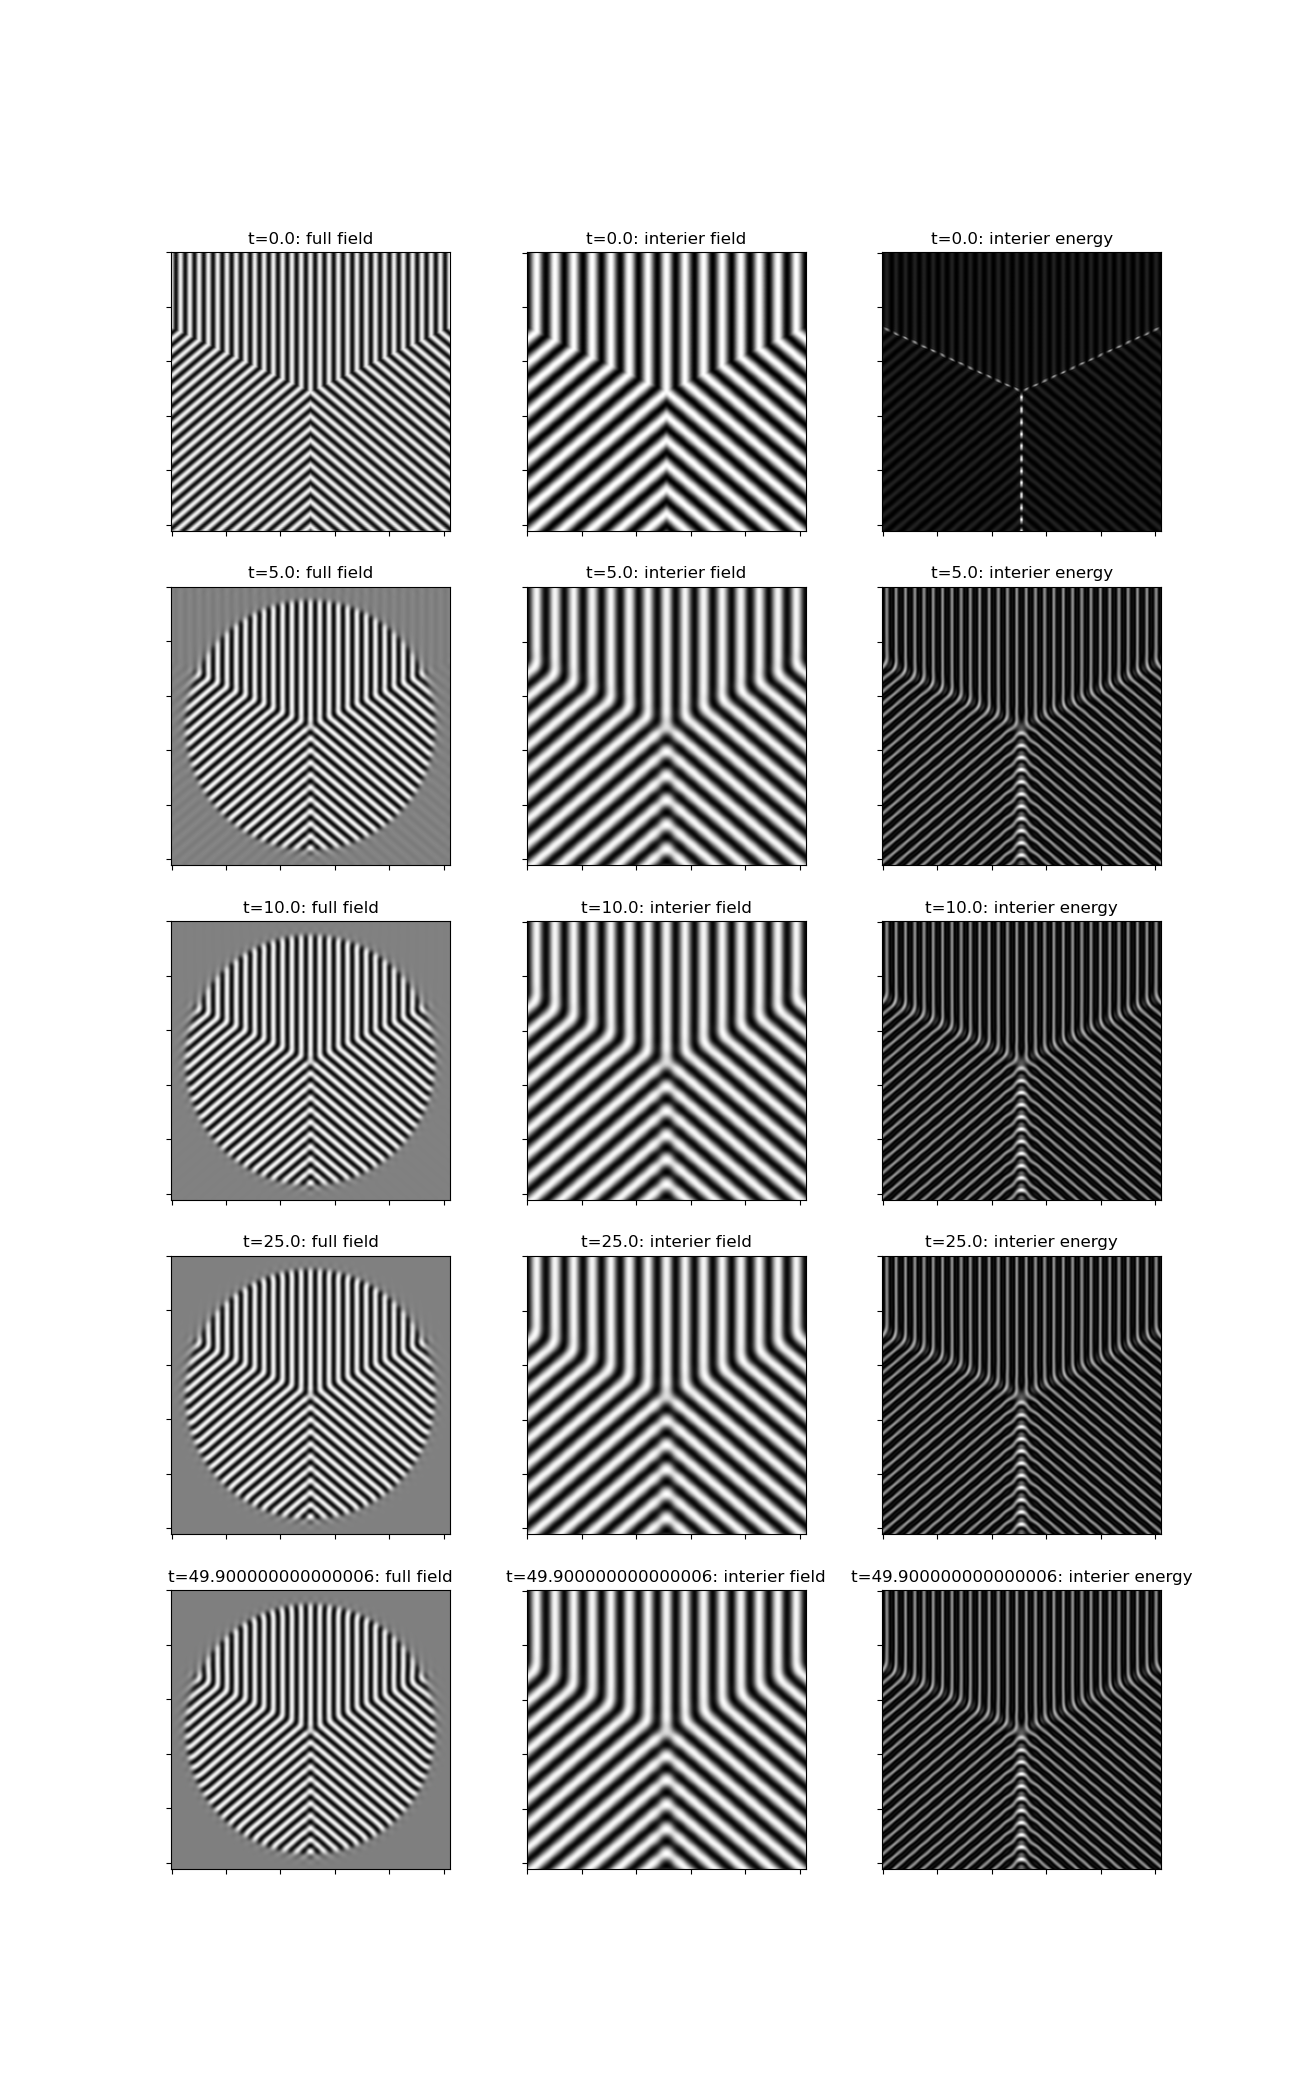 t=0.0: full field
t=0.0: interier field
t=0.0: interier energy
t=5.0: full field
t=5.0: interier field
t=5.0: interier energy
t=10.0: full field
t=10.0: interier field
t=10.0: interier energy
t=25.0: full field
t=25.0: interier field
t=25.0: interier energy
t=49.900000000000006: full field
t=49.900000000000006: interier field
t=49.900000000000006: interier energy